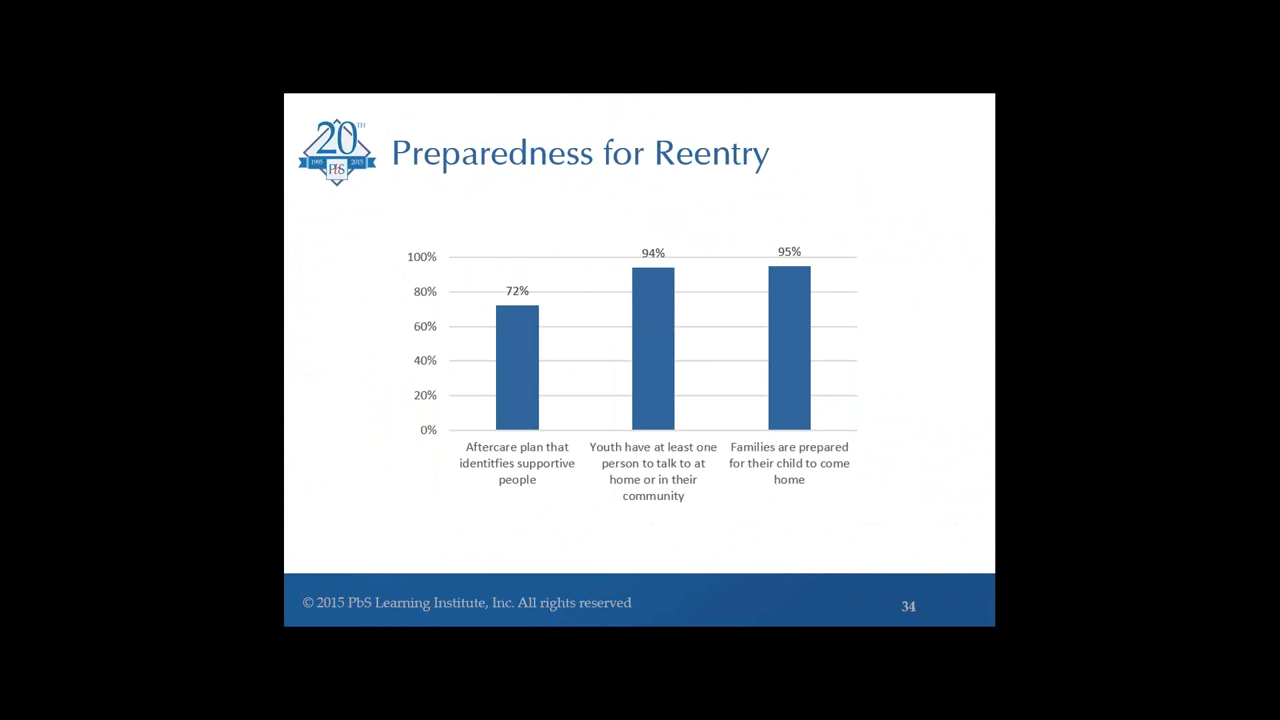 20TH
1995 PbS 2015
Preparedness for Reentry
100%
80%
60%
40%
20%
0%
72%
94%
95%
Aftercare plan that
identitfies supportive
people
Youth have at least one
person to talk to at
home or in their
community
Families are prepared
for their child to come
home
© 2015 PbS Learning Institute, Inc. All rights reserved
34